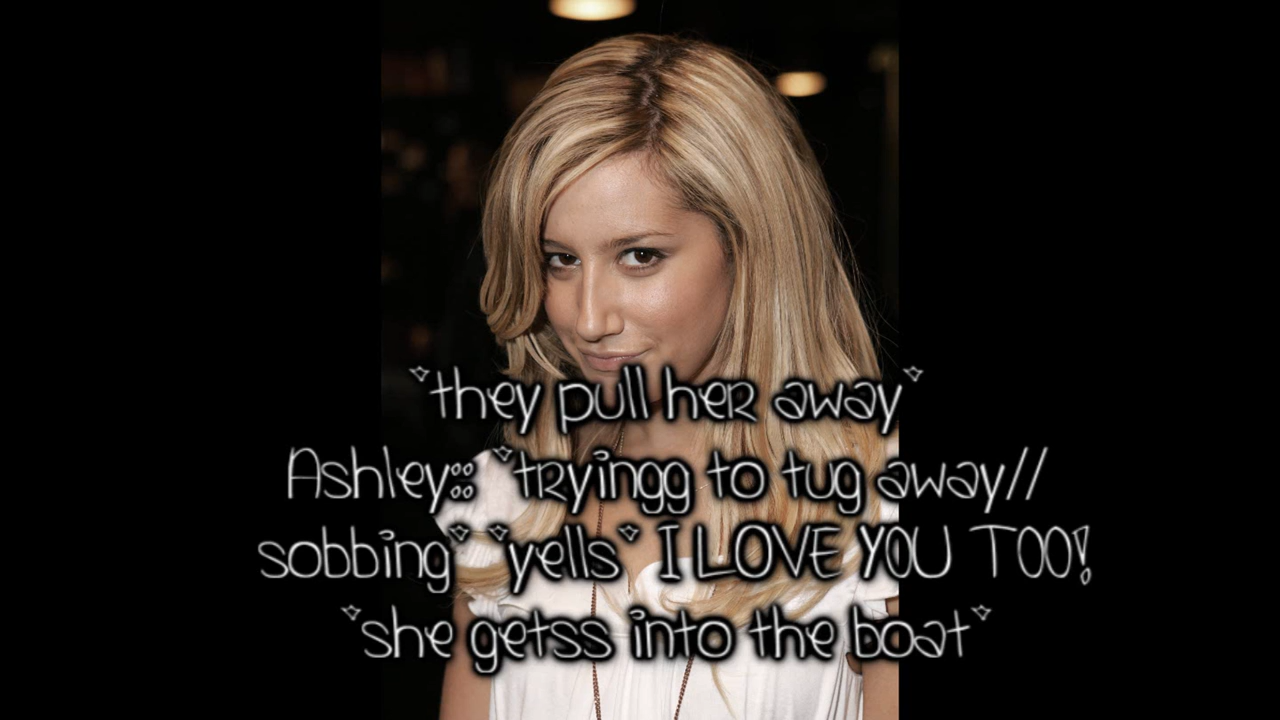 *they pull her away*
Ashley:: *tryingg to tug away//
sobbing* *yells* I LOVE YOU TOO!
*she getss into the boat*